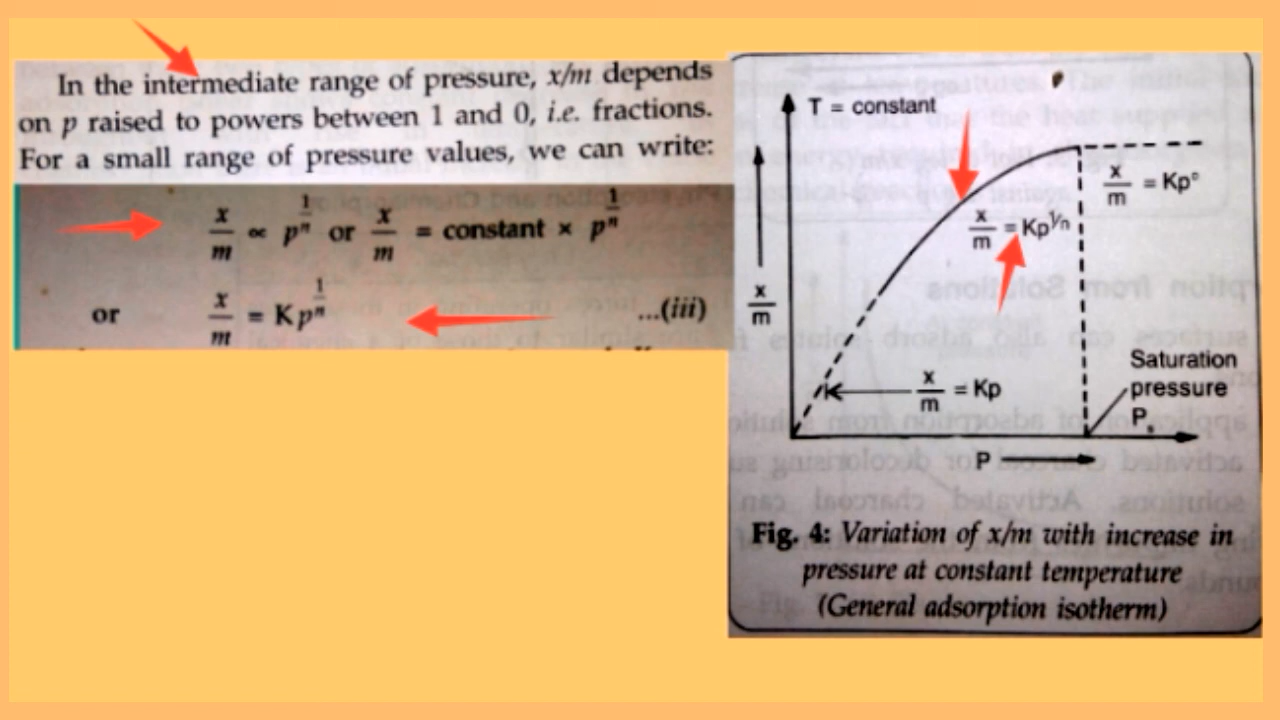 In the intermediate range of pressure, x/m depends
on p raised to powers between 1 and 0, i.e. fractions.
For a small range of pressure values, we can write:
x/m ∝ p^1/n or x/m = constant × p^1/n
or x/m = Kp^1/n ...(iii)
T = constant
x/m = Kp°
x/m = Kp^1/n
x/m
x/m = Kp
Saturation
pressure
Pₛ
P
Fig. 4: Variation of x/m with increase in
pressure at constant temperature
(General adsorption isotherm)